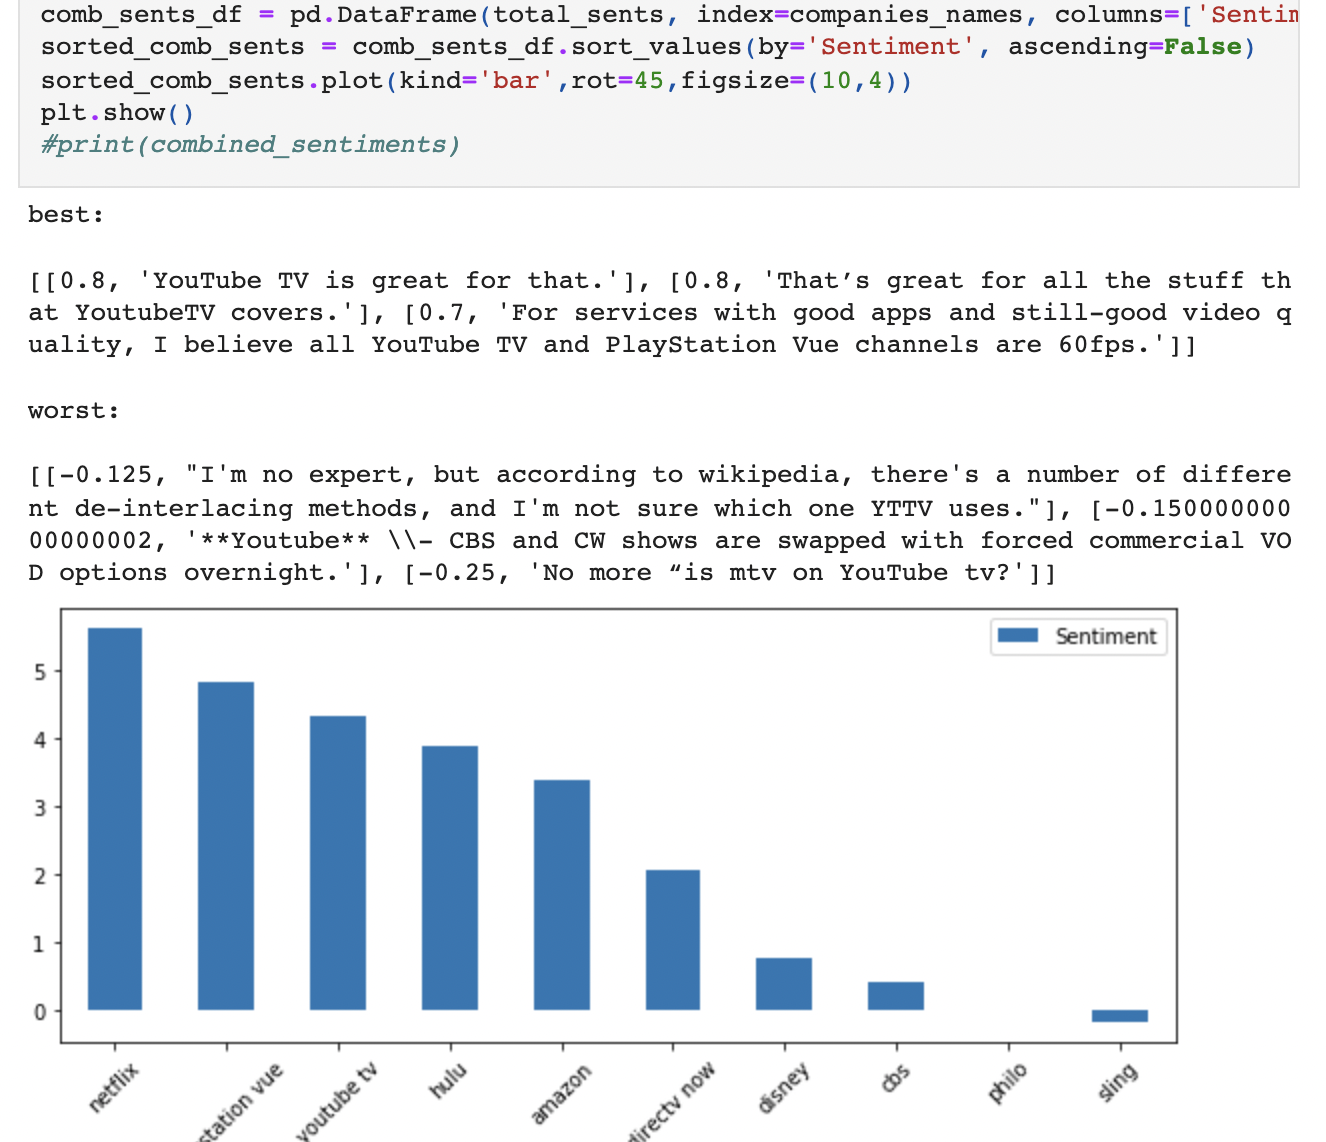 comb_sents_df = pd.DataFrame(total_sents, index=companies_names, columns=['Sentim
sorted_comb_sents = comb_sents_df.sort_values(by='Sentiment', ascending=False)
sorted_comb_sents.plot(kind='bar',rot=45,figsize=(10,4))
plt.show()
#print(combined_sentiments)
best:
[[0.8, 'YouTube TV is great for that.'], [0.8, 'That’s great for all the stuff th
at YoutubeTV covers.'], [0.7, 'For services with good apps and still-good video q
uality, I believe all YouTube TV and PlayStation Vue channels are 60fps.']]
worst:
[[-0.125, "I'm no expert, but according to wikipedia, there's a number of differe
nt de-interlacing methods, and I'm not sure which one YTTV uses."], [-0.150000000
00000002, '**Youtube** \\- CBS and CW shows are swapped with forced commercial VO
D options overnight.'], [-0.25, 'No more “is mtv on YouTube tv?']]
Sentiment
5
4
3
2
1
0
netflix
station vue
youtube tv
hulu
amazon
directv now
disney
cbs
philo
sling